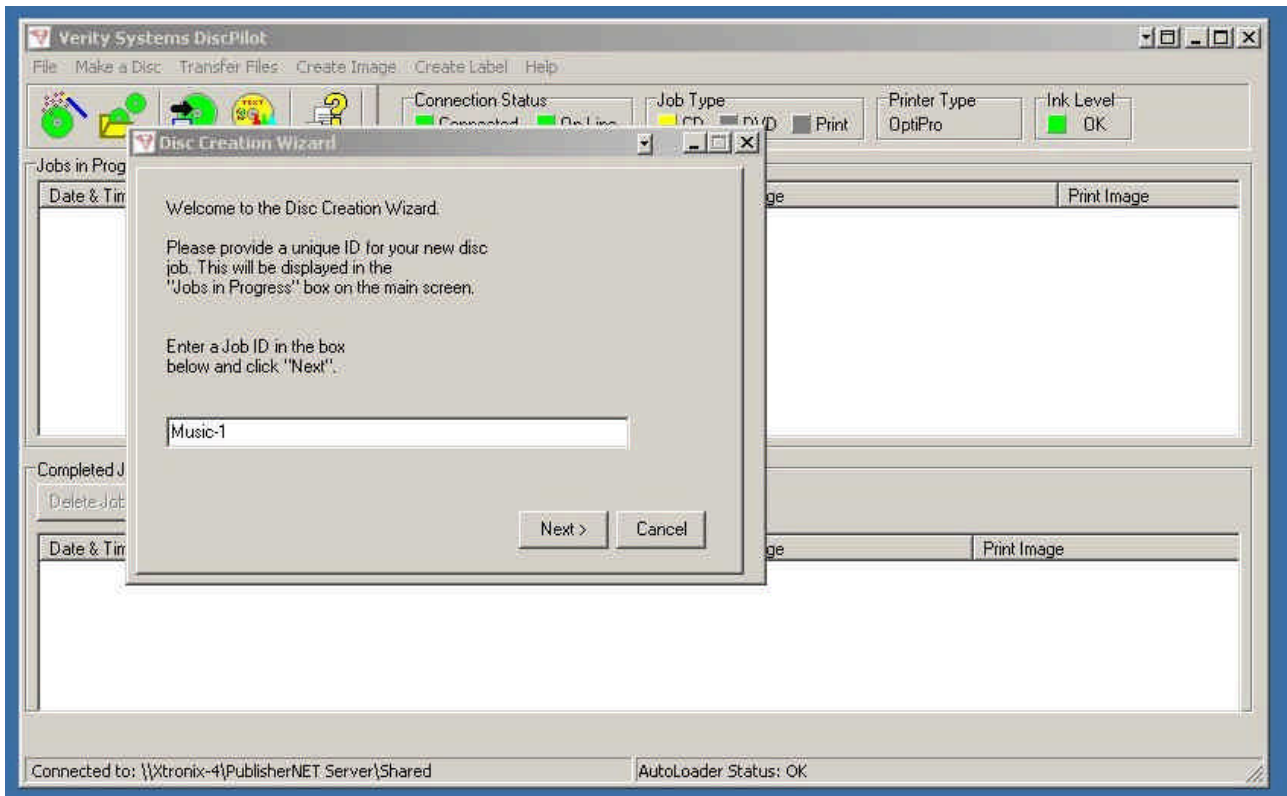 Verity Systems DiscPilot
File Make a Disc Transfer Files Create Image Create Label Help
TEXT
Connection Status
Connected On Line
Job Type
CD DVD Print
Printer Type
OptiPro
Ink Level
OK
Jobs in Prog
Date & Tim
ge
Print Image
Disc Creation Wizard
Welcome to the Disc Creation Wizard.
Please provide a unique ID for your new disc
job. This will be displayed in the
"Jobs in Progress" box on the main screen.
Enter a Job ID in the box
below and click "Next".
Music-1
Next > Cancel
Completed J
Delete Job
Date & Tim
ge
Print Image
Connected to: \\Xtronix-4\PublisherNET Server\Shared
AutoLoader Status: OK